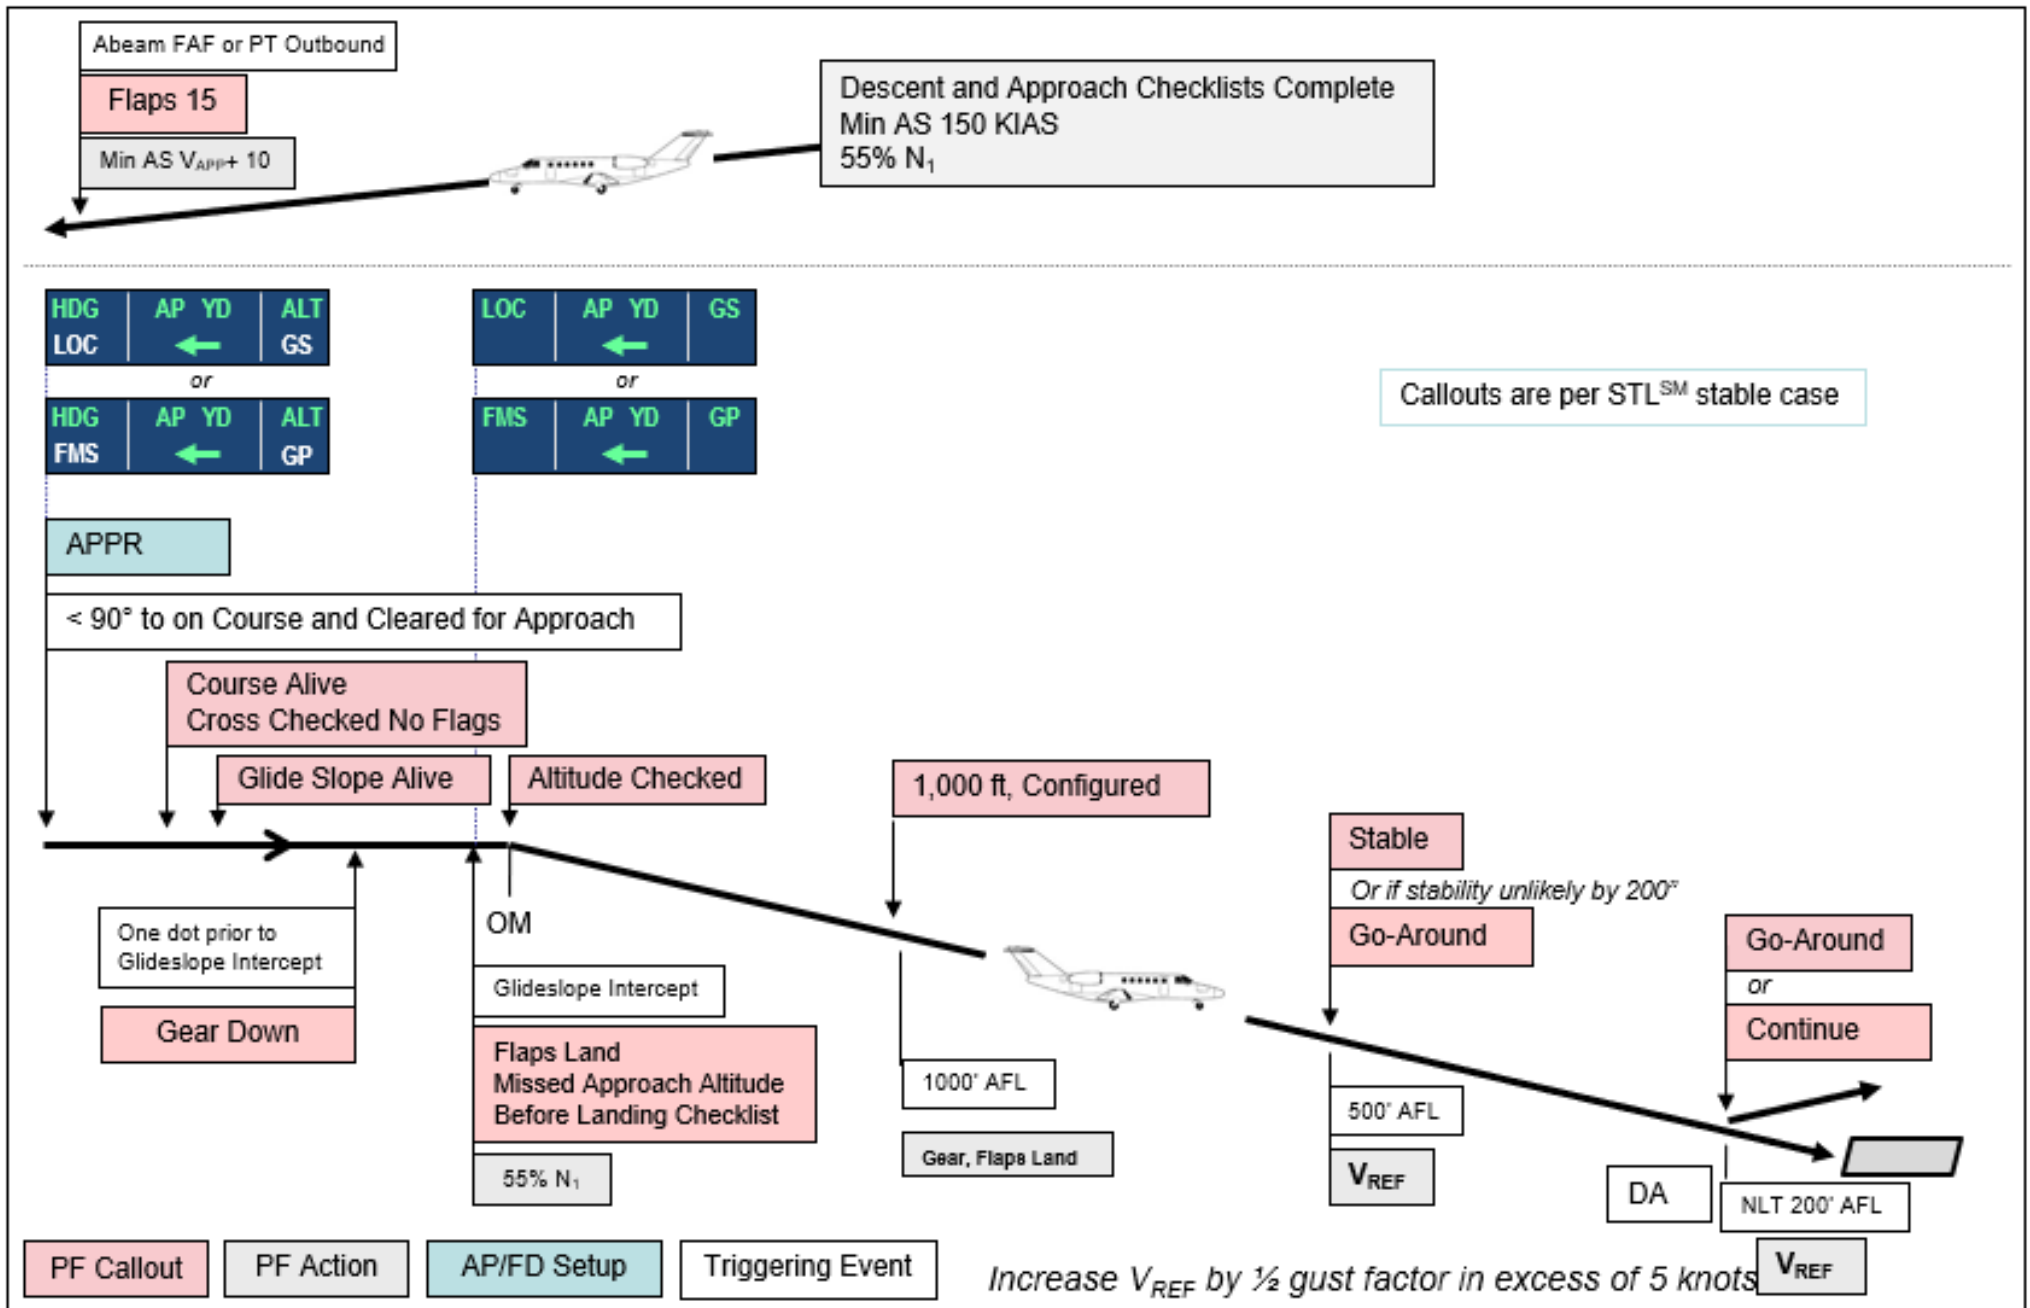 Abeam FAF or PT Outbound
Flaps 15
Min AS VAPP+ 10
Descent and Approach Checklists Complete
Min AS 150 KIAS
55% N1
HDG AP YD ALT
LOC GS
or
HDG AP YD ALT
FMS GP
LOC AP YD GS
or
FMS AP YD GP
Callouts are per STLSM stable case
APPR
< 90° to on Course and Cleared for Approach
Course Alive
Cross Checked No Flags
Glide Slope Alive
Altitude Checked
1,000 ft, Configured
Stable
Or if stability unlikely by 200"
Go-Around
Go-Around
or
Continue
One dot prior to
Glideslope Intercept
Gear Down
OM
Glideslope Intercept
Flaps Land
Missed Approach Altitude
Before Landing Checklist
55% N1
1000' AFL
Gear, Flaps Land
500' AFL
VREF
DA
NLT 200' AFL
VREF
PF Callout
PF Action
AP/FD Setup
Triggering Event
Increase VREF by ½ gust factor in excess of 5 knots